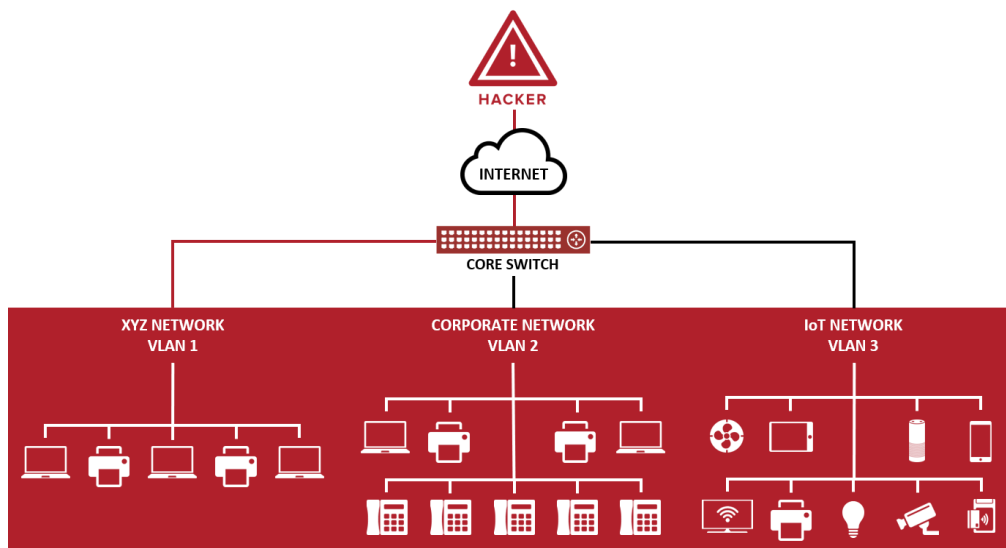 !
HACKER
INTERNET
CORE SWITCH
XYZ NETWORK
VLAN 1
CORPORATE NETWORK
VLAN 2
IoT NETWORK
VLAN 3